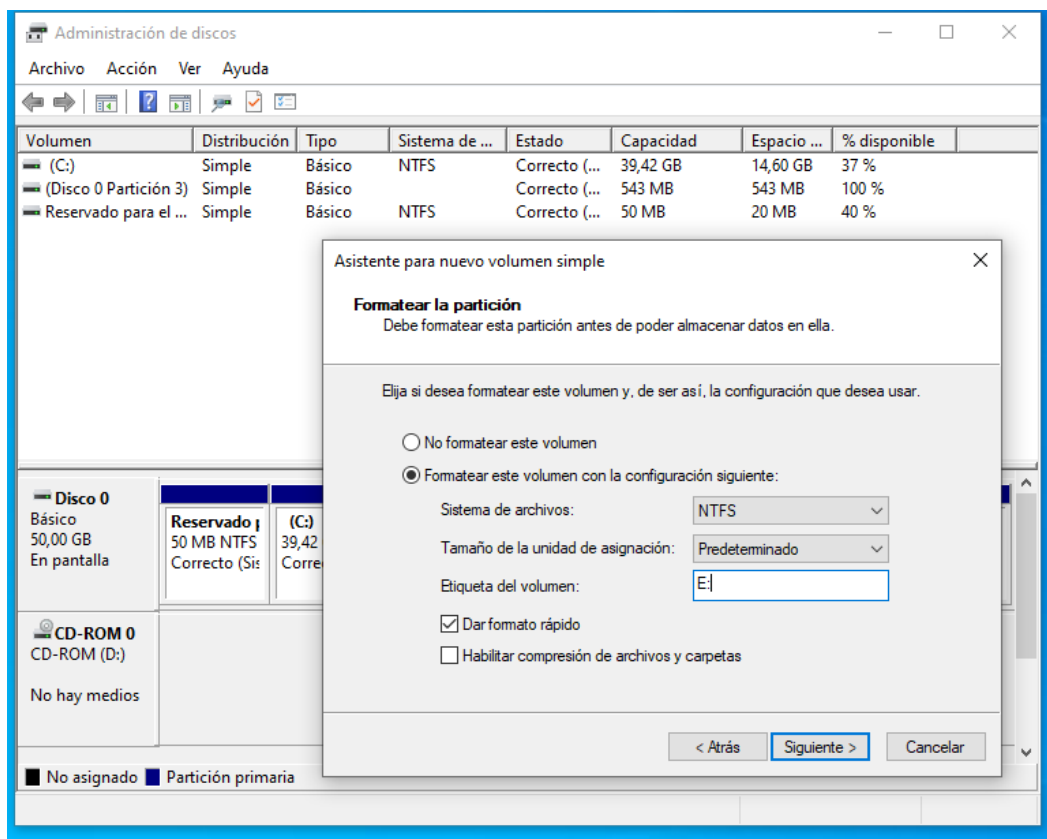 Administración de discos
Archivo Acción Ver Ayuda
Volumen Distribución Tipo Sistema de ... Estado Capacidad Espacio ... % disponible
(C:) Simple Básico NTFS Correcto (... 39,42 GB 14,60 GB 37 %
(Disco 0 Partición 3) Simple Básico Correcto (... 543 MB 543 MB 100 %
Reservado para el ... Simple Básico NTFS Correcto (... 50 MB 20 MB 40 %
Asistente para nuevo volumen simple
Formatear la partición
Debe formatear esta partición antes de poder almacenar datos en ella.
Elija si desea formatear este volumen y, de ser así, la configuración que desea usar.
No formatear este volumen
Formatear este volumen con la configuración siguiente:
Sistema de archivos: NTFS
Tamaño de la unidad de asignación: Predeterminado
Etiqueta del volumen: E:
Dar formato rápido
Habilitar compresión de archivos y carpetas
< Atrás Siguiente > Cancelar
Disco 0
Básico
50,00 GB
En pantalla
Reservado
50 MB NTFS
Correcto (Sis
(C:)
39,42
Corre
CD-ROM 0
CD-ROM (D:)
No hay medios
No asignado Partición primaria